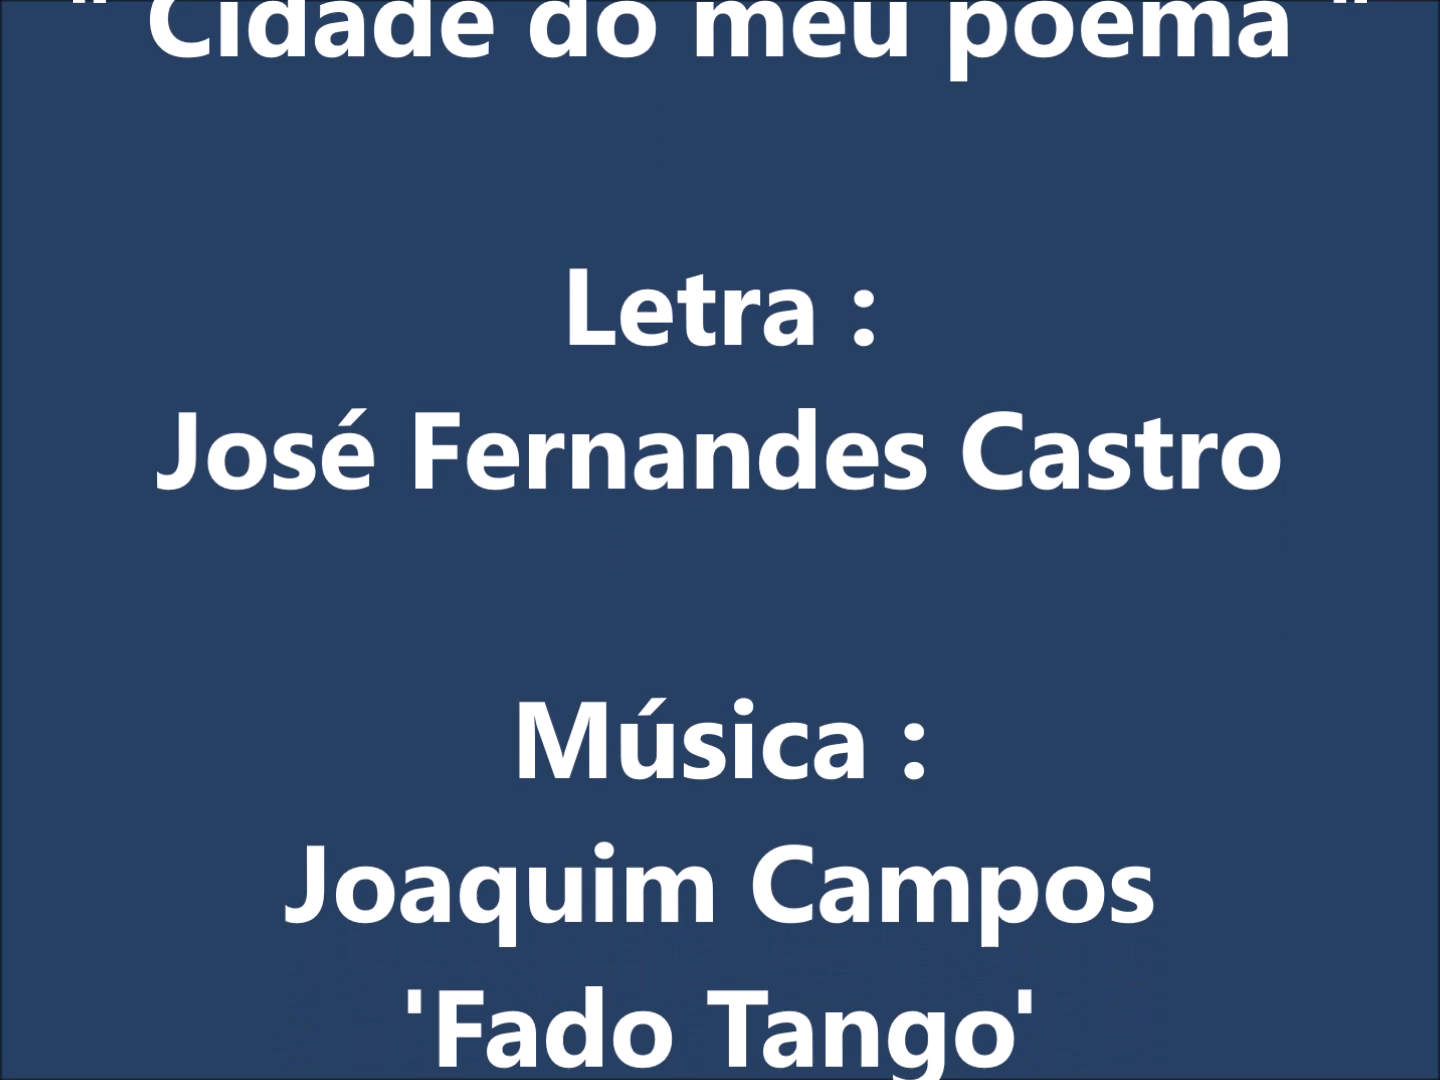 " Cidade do meu poema "
Letra :
José Fernandes Castro
Música :
Joaquim Campos
'Fado Tango'